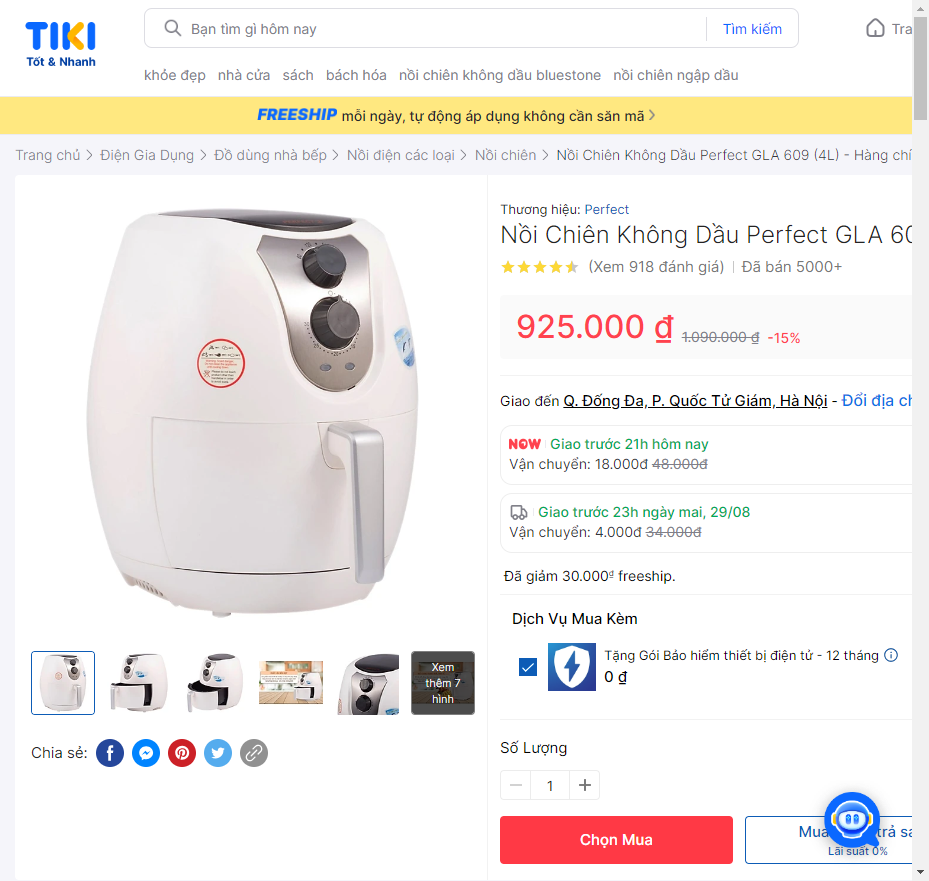 TIKI
Tốt & Nhanh
Bạn tìm gì hôm nay
Tìm kiếm
Tra
khỏe đẹp nhà cửa sách bách hóa nồi chiên không dầu bluestone nồi chiên ngập dầu
FREESHIP mỗi ngày, tự động áp dụng không cần săn mã >
Trang chủ > Điện Gia Dụng > Đồ dùng nhà bếp > Nồi điện các loại > Nồi chiên > Nồi Chiên Không Dầu Perfect GLA 609 (4L) - Hàng chí
Thương hiệu: Perfect
Nồi Chiên Không Dầu Perfect GLA 60
(Xem 918 đánh giá) | Đã bán 5000+
925.000 ₫ 1.090.000 ₫ -15%
Giao đến Q. Đống Đa, P. Quốc Tử Giám, Hà Nội - Đổi địa ch
NOW Giao trước 21h hôm nay
Vận chuyển: 18.000đ 48.000đ
Giao trước 23h ngày mai, 29/08
Vận chuyển: 4.000đ 34.000đ
Đã giảm 30.000₫ freeship.
Dịch Vụ Mua Kèm
Tặng Gói Bảo hiểm thiết bị điện tử - 12 tháng
0 ₫
Xem
thêm 7
hình
Chia sẻ:
Số Lượng
1
Chọn Mua
Mua trả sa
Lãi suất 0%